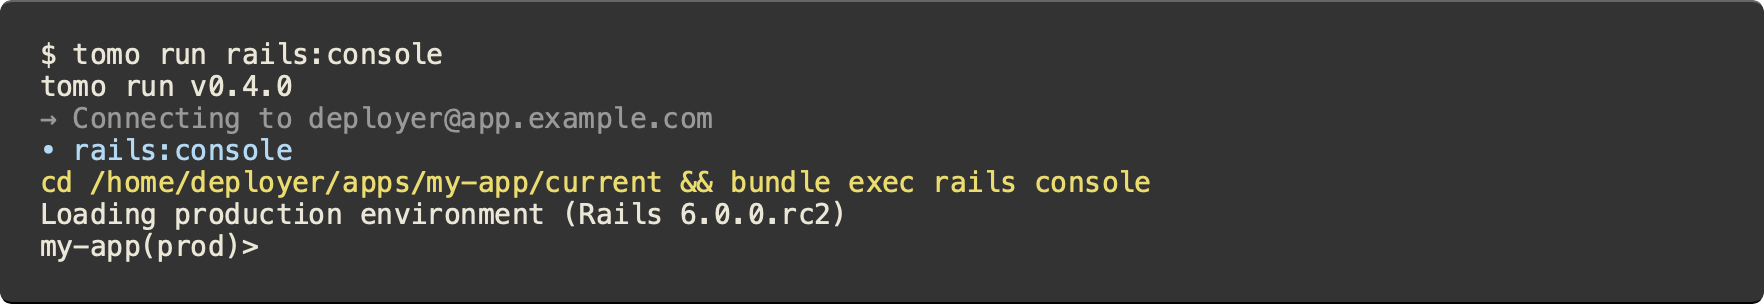 $ tomo run rails:console
tomo run v0.4.0
→ Connecting to deployer@app.example.com
• rails:console
cd /home/deployer/apps/my-app/current && bundle exec rails console
Loading production environment (Rails 6.0.0.rc2)
my-app(prod)>